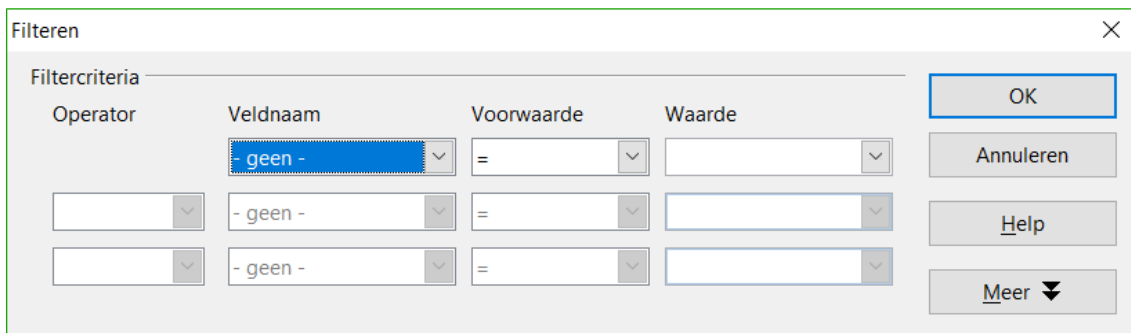 Filteren
Filtercriteria
Operator Veldnaam Voorwaarde Waarde
- geen - =
- geen - =
- geen - =
OK
Annuleren
Help
Meer